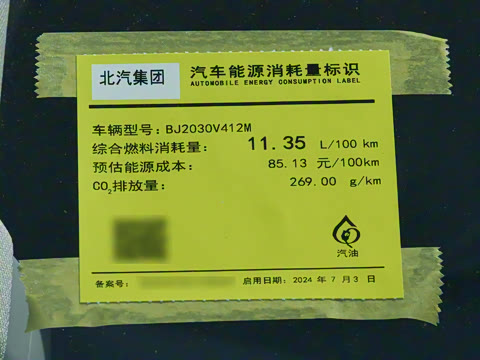 北汽集团
汽车能源消耗量标识
AUTOMOBILE ENERGY CONSUMPTION LABEL
车辆型号：BJ2030V412M
综合燃料消耗量： 11.35 L/100 km
预估能源成本： 85.13 元/100km
CO2排放量： 269.00 g/km
汽油
备案号： 启用日期：2024 年 7 月 3 日